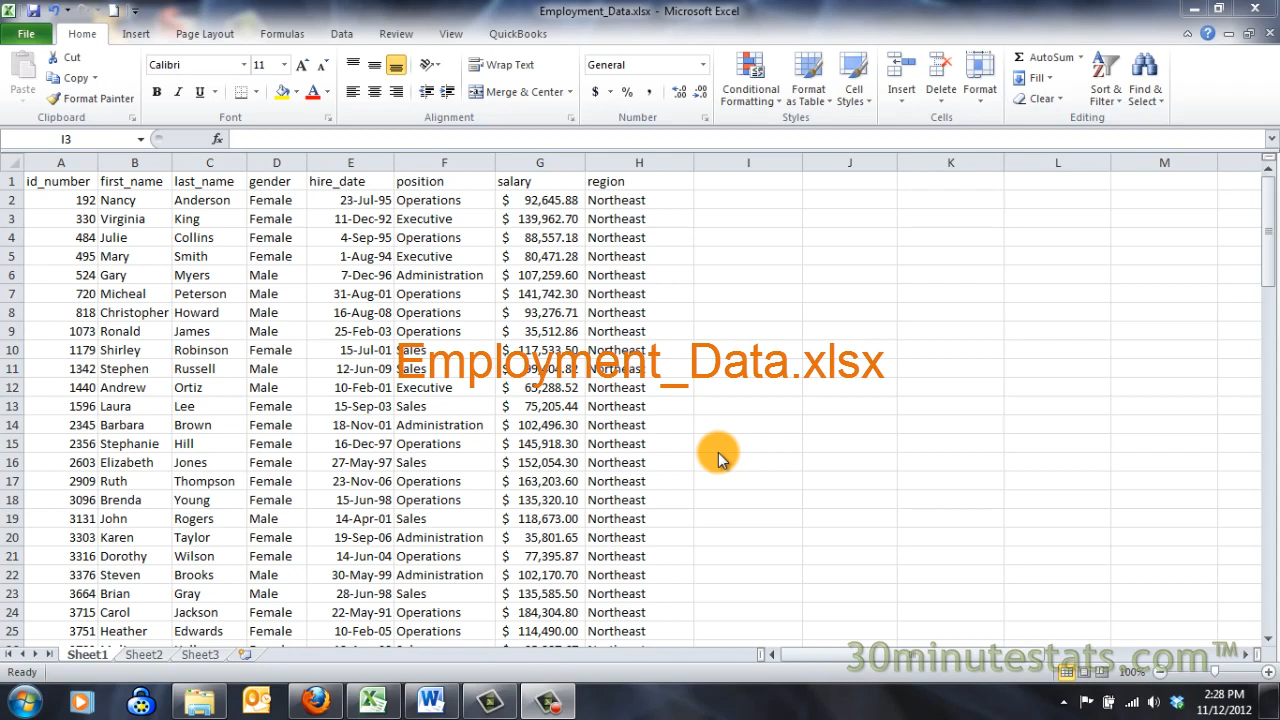 Employment_Data.xlsx - Microsoft Excel
File Home Insert Page Layout Formulas Data Review View QuickBooks
Paste Cut Copy Format Painter
Calibri 11 B I U A A
Wrap Text Merge & Center
General $ % ,
Conditional Formatting Format as Table Cell Styles
Insert Delete Format
AutoSum Fill Clear Sort & Filter Find & Select
Clipboard Font Alignment Number Styles Cells Editing
I3 fx
A B C D E F G H I J K L M
1 id_number first_name last_name gender hire_date position salary region
2 192 Nancy Anderson Female 23-Jul-95 Operations $ 92,645.88 Northeast
3 330 Virginia King Female 11-Dec-92 Executive $ 139,962.70 Northeast
4 484 Julie Collins Female 4-Sep-95 Operations $ 88,557.18 Northeast
5 495 Mary Smith Female 1-Aug-94 Executive $ 80,471.28 Northeast
6 524 Gary Myers Male 7-Dec-96 Administration $ 107,259.60 Northeast
7 720 Micheal Peterson Male 31-Aug-01 Operations $ 141,742.30 Northeast
8 818 Christopher Howard Male 16-Aug-08 Operations $ 93,276.71 Northeast
9 1073 Ronald James Male 25-Feb-03 Operations $ 35,512.86 Northeast
10 1179 Shirley Robinson Female 15-Jul-01 Sales $ 117,533.50 Northeast
Employment_Data.xlsx
11 1342 Stephen Russell Male 12-Jun-09 Sales Northeast
12 1440 Andrew Ortiz Male 10-Feb-01 Executive $ 65,288.52 Northeast
13 1596 Laura Lee Female 15-Sep-03 Sales $ 75,205.44 Northeast
14 2345 Barbara Brown Female 18-Nov-01 Administration $ 102,496.30 Northeast
15 2356 Stephanie Hill Female 16-Dec-97 Operations $ 145,918.30 Northeast
16 2603 Elizabeth Jones Female 27-May-97 Sales $ 152,054.30 Northeast
17 2909 Ruth Thompson Female 23-Nov-06 Operations $ 163,203.60 Northeast
18 3096 Brenda Young Female 15-Jun-98 Sales $ 135,320.10 Northeast
19 3131 John Rogers Male 14-Apr-01 Sales $ 118,673.00 Northeast
20 3303 Karen Taylor Female 19-Sep-06 Administration $ 35,801.65 Northeast
21 3316 Dorothy Wilson Female 14-Jun-04 Operations $ 77,395.87 Northeast
22 3376 Steven Brooks Male 30-May-99 Administration $ 102,170.70 Northeast
23 3664 Brian Gray Male 28-Jun-98 Sales $ 135,585.50 Northeast
24 3715 Carol Jackson Female 22-May-91 Operations $ 184,304.80 Northeast
25 3751 Heather Edwards Female 10-Feb-05 Operations $ 114,490.00 Northeast
Sheet1 Sheet2 Sheet3
30minutestats.com™
Ready 100%
2:28 PM
11/12/2012